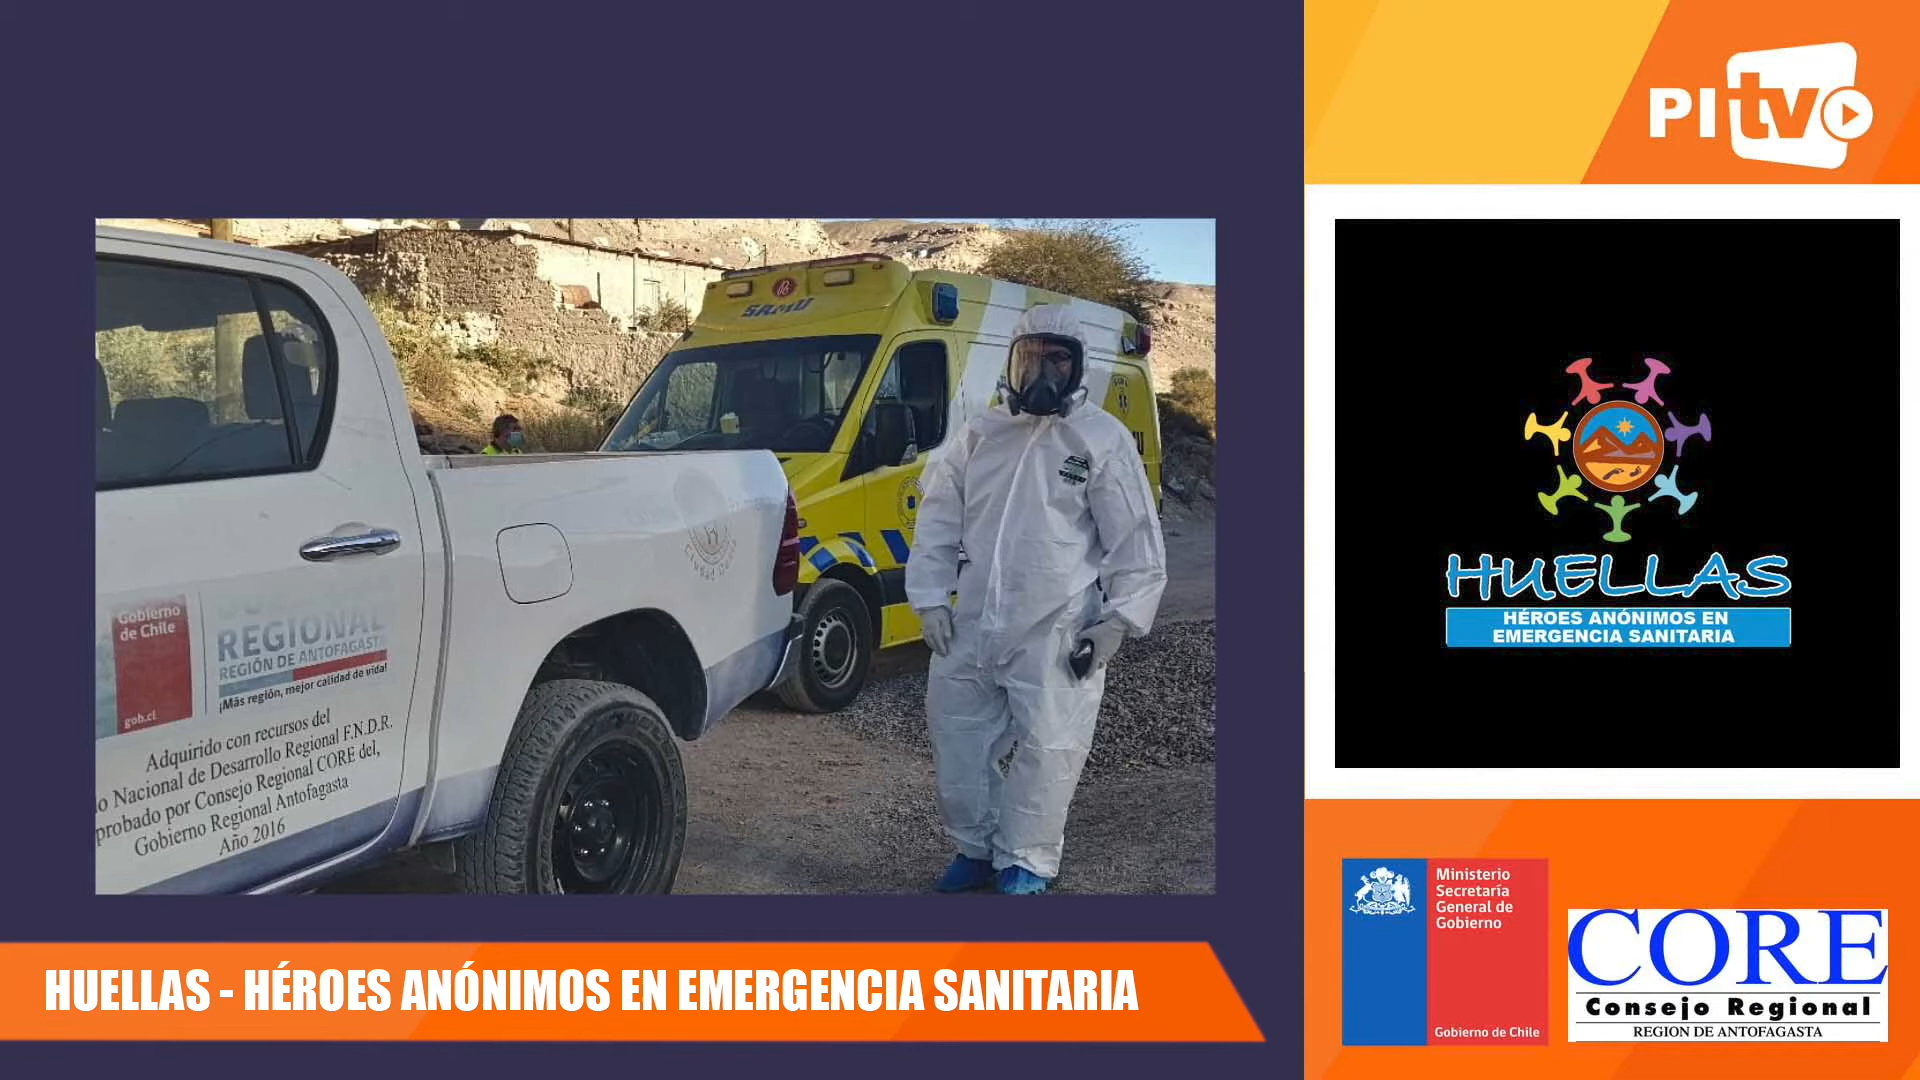 PItv
SAMU
Gobierno
de Chile
gob.cl
REGIONAL
REGIÓN DE ANTOFAGASTA
¡Más región, mejor calidad de vida!
Adquirido con recursos del
Nacional de Desarrollo Regional F.N.D.R.
por Consejo Regional CORE del,
Gobierno Regional Antofagasta
Año 2016
HUELLAS
HÉROES ANÓNIMOS EN
EMERGENCIA SANITARIA
HUELLAS - HÉROES ANÓNIMOS EN EMERGENCIA SANITARIA
Ministerio
Secretaría
General de
Gobierno
Gobierno de Chile
CORE
Consejo Regional
REGION DE ANTOFAGASTA